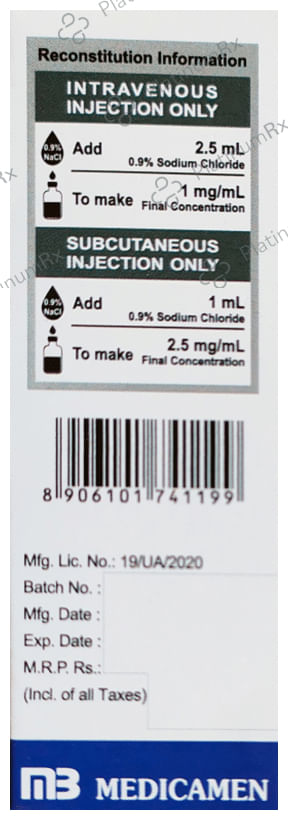 Reconstitution Information
INTRAVENOUS
INJECTION ONLY
0.9% NaCl
Add 2.5 mL
0.9% Sodium Chloride
To make 1 mg/mL
Final Concentration
SUBCUTANEOUS
INJECTION ONLY
0.9% NaCl
Add 1 mL
0.9% Sodium Chloride
To make 2.5 mg/mL
Final Concentration
8 906101 741199
Mfg. Lic. No.: 19/UA/2020
Batch No. :
Mfg. Date :
Exp. Date :
M.R.P. Rs.:
(Incl. of all Taxes)
MB MEDICAMEN
PlatinumRx